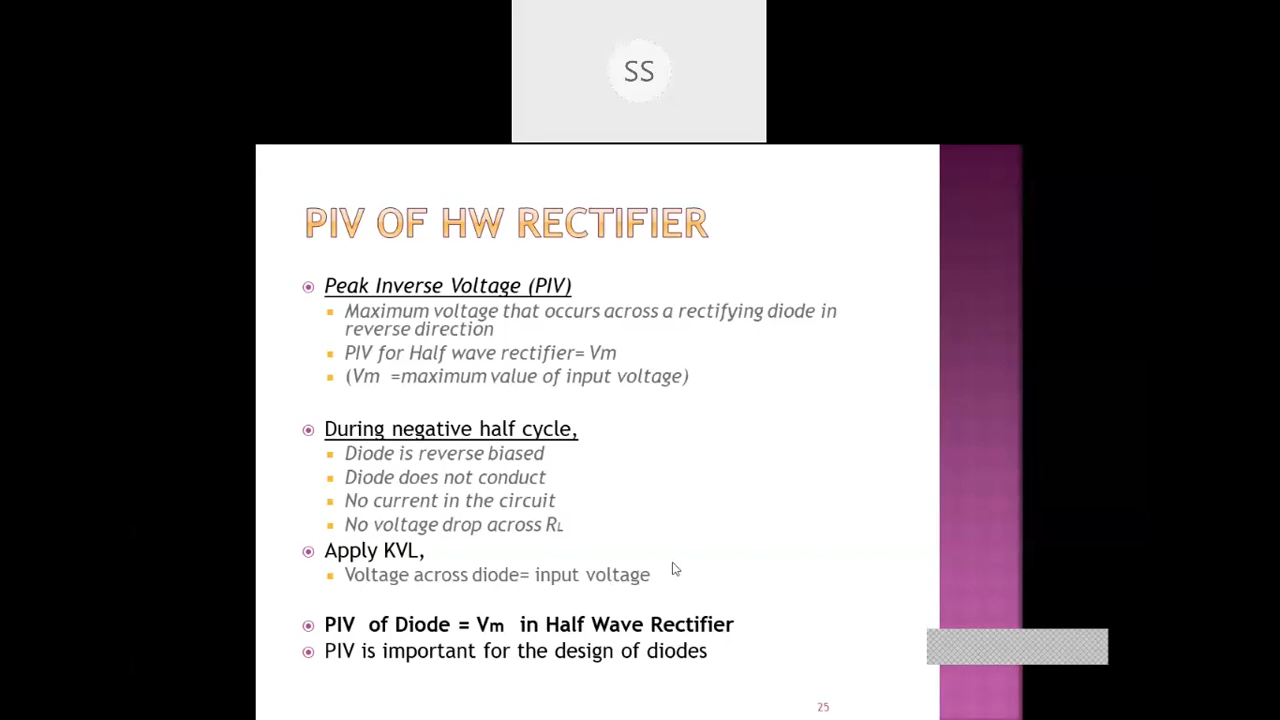 SS
PIV OF HW RECTIFIER
Peak Inverse Voltage (PIV)
Maximum voltage that occurs across a rectifying diode in
reverse direction
PIV for Half wave rectifier= Vm
(Vm =maximum value of input voltage)
During negative half cycle,
Diode is reverse biased
Diode does not conduct
No current in the circuit
No voltage drop across RL
Apply KVL,
Voltage across diode= input voltage
PIV of Diode = Vm in Half Wave Rectifier
PIV is important for the design of diodes
25